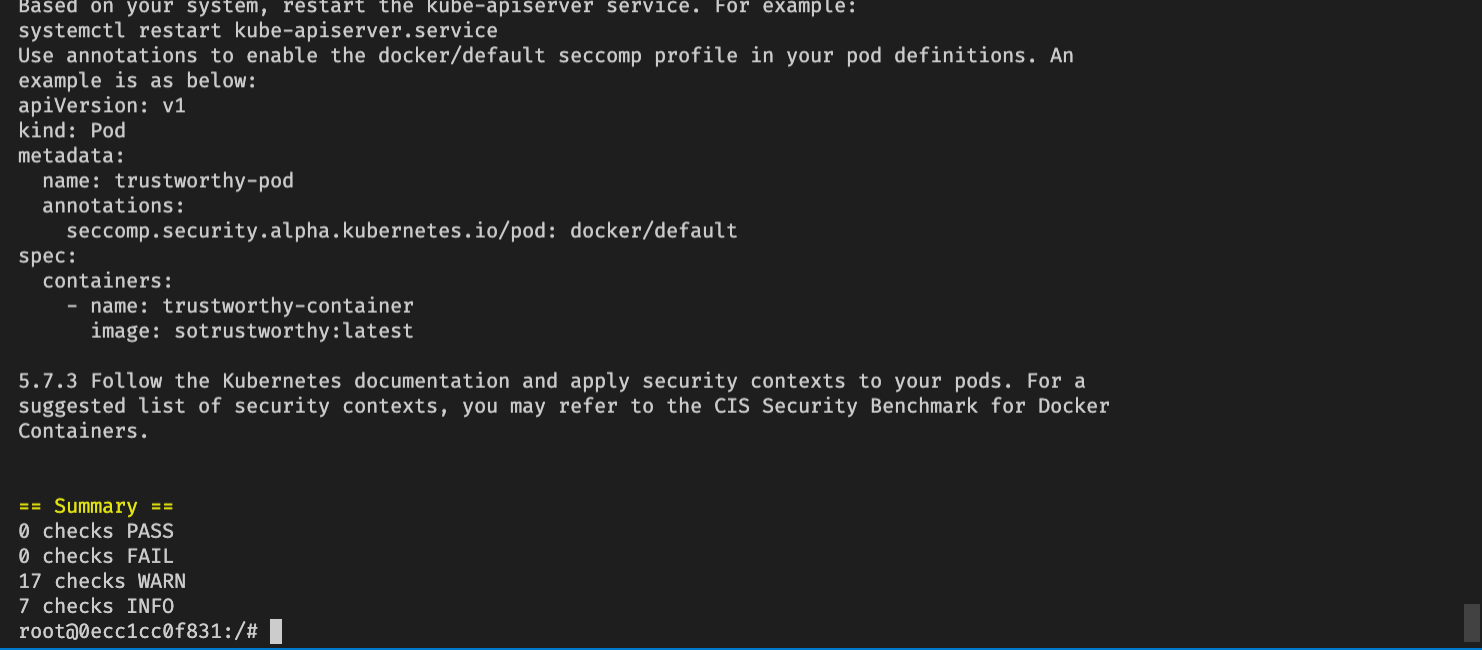 Based on your system, restart the kube-apiserver service. For example:
systemctl restart kube-apiserver.service
Use annotations to enable the docker/default seccomp profile in your pod definitions. An
example is as below:
apiVersion: v1
kind: Pod
metadata:
  name: trustworthy-pod
  annotations:
    seccomp.security.alpha.kubernetes.io/pod: docker/default
spec:
  containers:
    - name: trustworthy-container
      image: sotrustworthy:latest

5.7.3 Follow the Kubernetes documentation and apply security contexts to your pods. For a
suggested list of security contexts, you may refer to the CIS Security Benchmark for Docker
Containers.

== Summary ==
0 checks PASS
0 checks FAIL
17 checks WARN
7 checks INFO
root@0ecc1cc0f831:/#